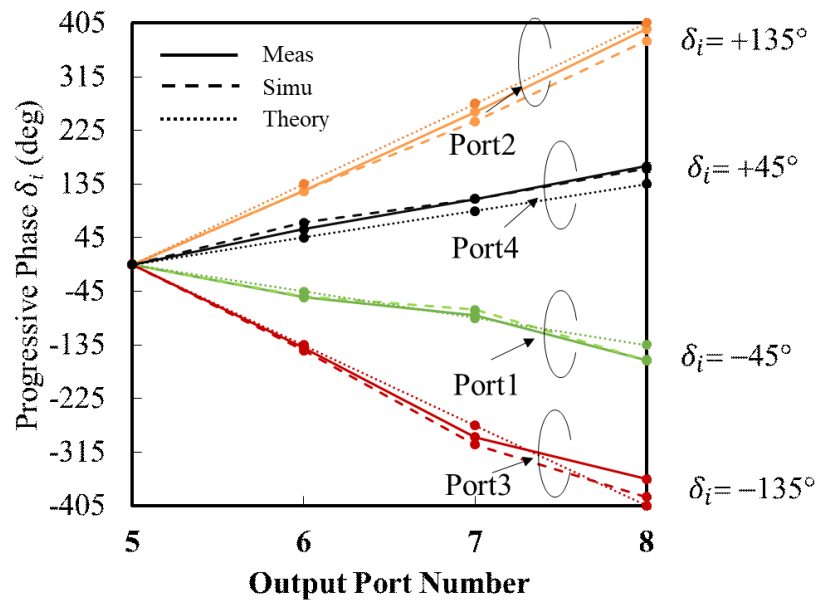 405
315
225
135
45
-45
-135
-225
-315
-405
Progressive Phase δi (deg)
Meas
Simu
Theory
Port2
Port4
Port1
Port3
δi= +135°
δi= +45°
δi= −45°
δi= −135°
5 6 7 8
Output Port Number